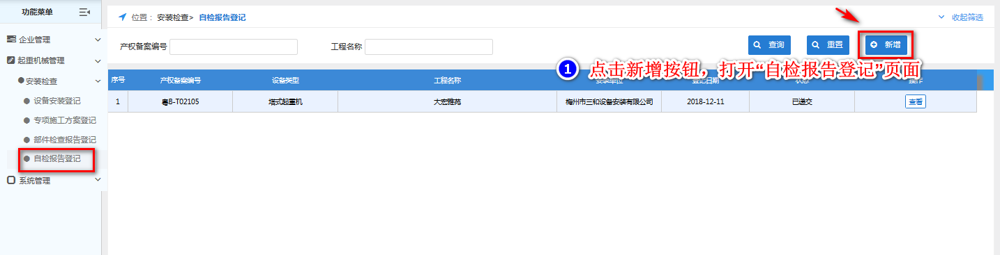 功能菜单
位置： 安装检查> 自检报告登记
收起筛选
企业管理
起重机械管理
安装检查
设备安装登记
专项施工方案登记
部件检查报告登记
自检报告登记
系统管理
产权备案编号 工程名称 查询 重置 新增
1 点击新增按钮，打开“自检报告登记”页面
序号 产权备案编号 设备类型 工程名称 安装单位 登记日期 状态 操作
1 粤B-T02105 塔式起重机 大宏雅苑 梅州市三和设备安装有限公司 2018-12-11 已递交 查看